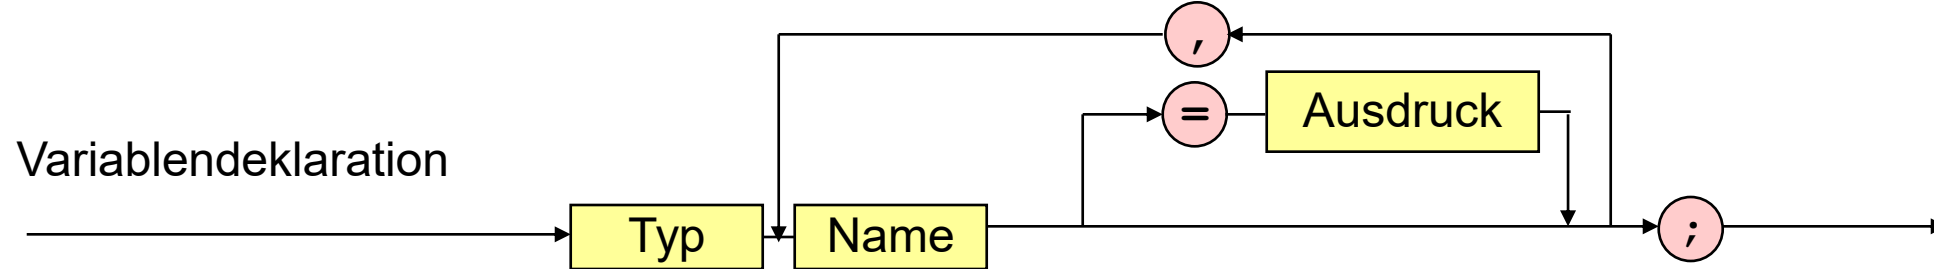 ,
= Ausdruck
Variablendeklaration
Typ Name ;